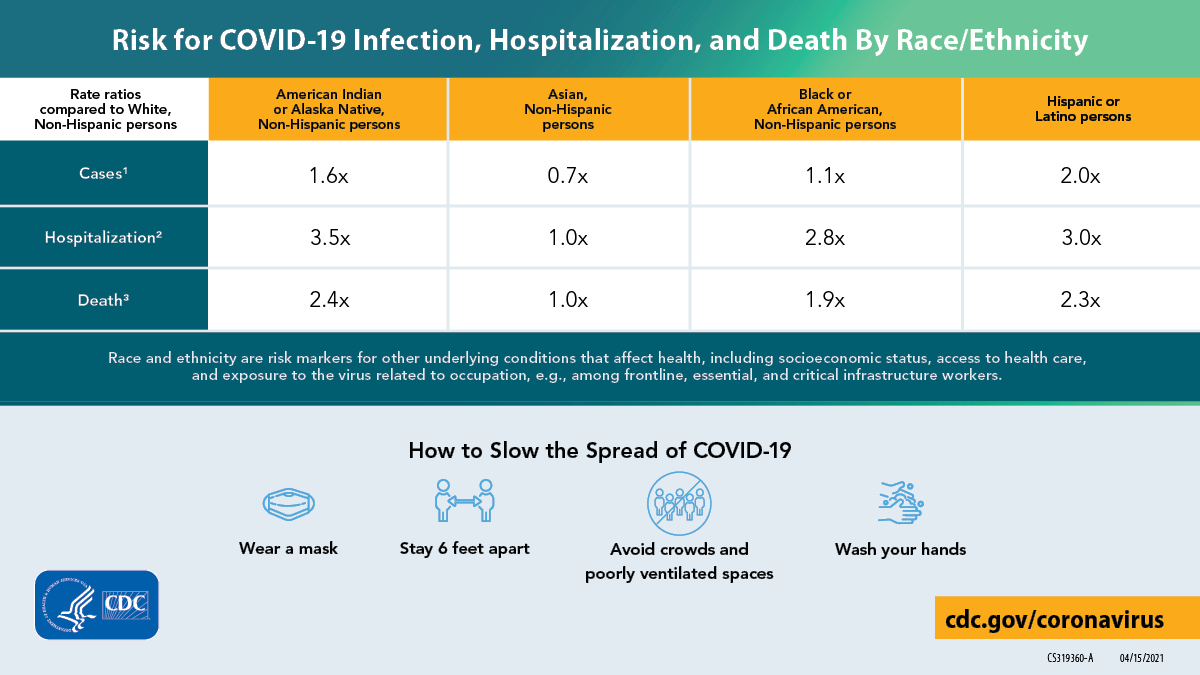 Risk for COVID-19 Infection, Hospitalization, and Death By Race/Ethnicity
Rate ratios
compared to White,
Non-Hispanic persons
American Indian
or Alaska Native,
Non-Hispanic persons
Asian,
Non-Hispanic
persons
Black or
African American,
Non-Hispanic persons
Hispanic or
Latino persons
Cases¹
1.6x
0.7x
1.1x
2.0x
Hospitalization²
3.5x
1.0x
2.8x
3.0x
Death³
2.4x
1.0x
1.9x
2.3x
Race and ethnicity are risk markers for other underlying conditions that affect health, including socioeconomic status, access to health care,
and exposure to the virus related to occupation, e.g., among frontline, essential, and critical infrastructure workers.
How to Slow the Spread of COVID-19
Wear a mask
Stay 6 feet apart
Avoid crowds and
poorly ventilated spaces
Wash your hands
CDC
cdc.gov/coronavirus
CS319360-A 04/15/2021